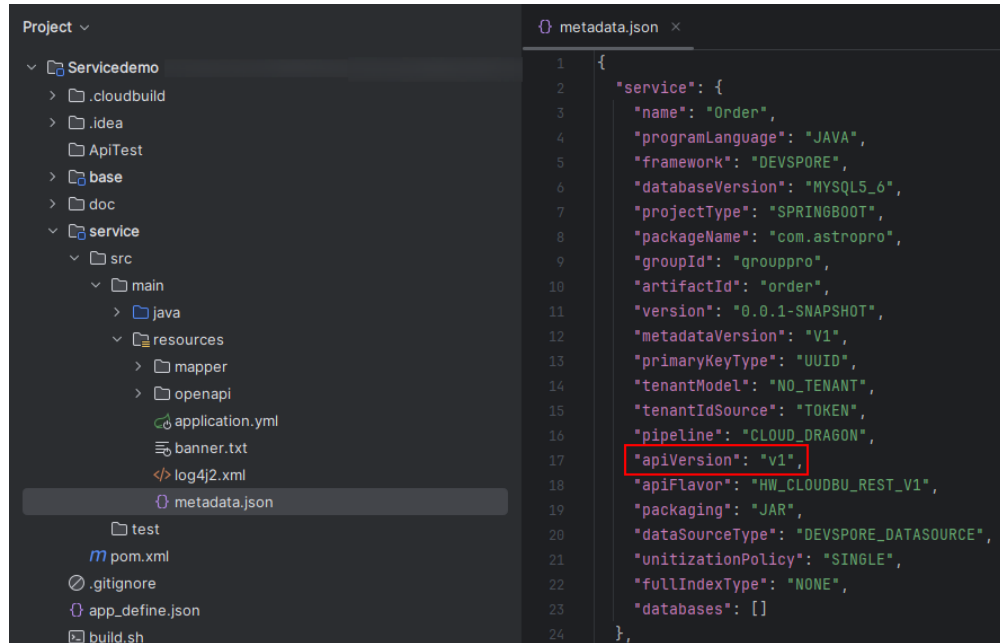 Project
Servicedemo
.cloudbuild
.idea
ApiTest
base
doc
service
src
main
java
resources
mapper
openapi
application.yml
banner.txt
log4j2.xml
metadata.json
test
pom.xml
.gitignore
app_define.json
build.sh
metadata.json
1 {
2 "service": {
3 "name": "Order",
4 "programLanguage": "JAVA",
5 "framework": "DEVSPORE",
6 "databaseVersion": "MYSQL5_6",
7 "projectType": "SPRINGBOOT",
8 "packageName": "com.astropro",
9 "groupId": "qrouppro",
10 "artifactId": "order",
11 "version": "0.0.1-SNAPSHOT",
12 "metadataVersion": "V1",
13 "primaryKeyType": "UUID",
14 "tenantModel": "NO_TENANT",
15 "tenantIdSource": "TOKEN",
16 "pipeline": "CLOUD_DRAGON",
17 "apiVersion": "v1",
18 "apiFlavor": "HW_CLOUDBU_REST_V1",
19 "packaging": "JAR",
20 "dataSourceType": "DEVSPORE_DATASOURCE",
21 "unitizationPolicy": "SINGLE",
22 "fullIndexType": "NONE",
23 "databases": []
24 },